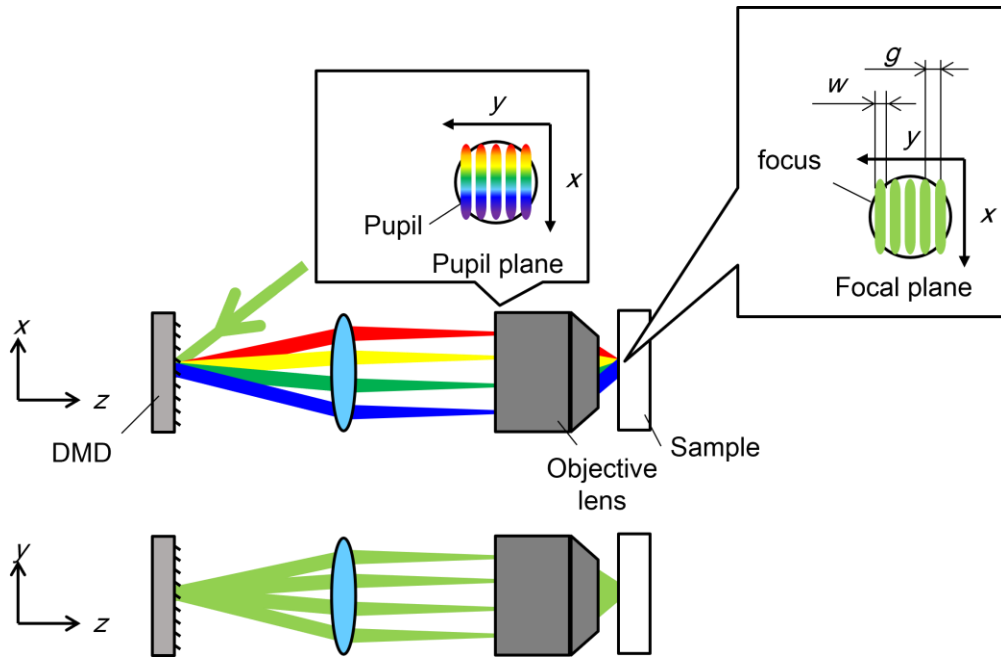 g
w
y
y
focus
x
x
Pupil
Pupil plane
Focal plane
x
z
DMD
Sample
Objective
lens
y
z